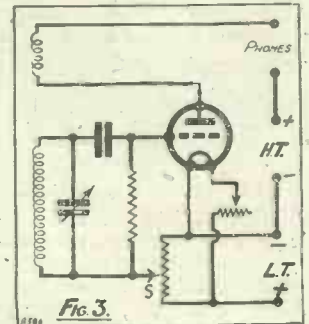 PHONES
+
H.T.
-
-
L.T.
+
S
FIG. 3.